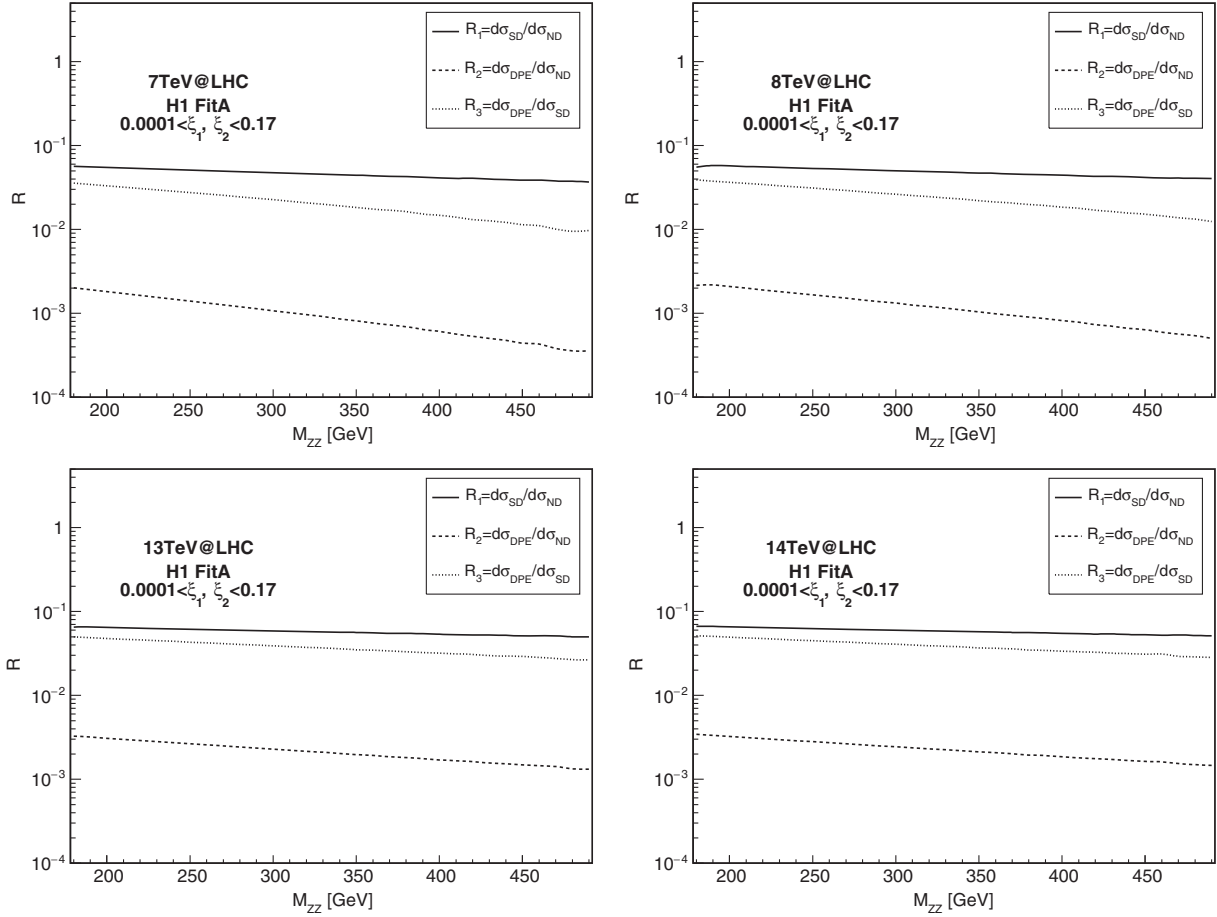 R₁=dσ_SD/dσ_ND
R₂=dσ_DPE/dσ_ND
R₃=dσ_DPE/dσ_SD
7TeV@LHC
H1 FitA
0.0001<ξ₁, ξ₂<0.17
1
10⁻¹
10⁻²
10⁻³
10⁻⁴
R
200 250 300 350 400 450
M_ZZ [GeV]
R₁=dσ_SD/dσ_ND
R₂=dσ_DPE/dσ_ND
R₃=dσ_DPE/dσ_SD
8TeV@LHC
H1 FitA
0.0001<ξ₁, ξ₂<0.17
1
10⁻¹
10⁻²
10⁻³
10⁻⁴
R
200 250 300 350 400 450
M_ZZ [GeV]
R₁=dσ_SD/dσ_ND
R₂=dσ_DPE/dσ_ND
R₃=dσ_DPE/dσ_SD
13TeV@LHC
H1 FitA
0.0001<ξ₁, ξ₂<0.17
1
10⁻¹
10⁻²
10⁻³
10⁻⁴
R
200 250 300 350 400 450
M_ZZ [GeV]
R₁=dσ_SD/dσ_ND
R₂=dσ_DPE/dσ_ND
R₃=dσ_DPE/dσ_SD
14TeV@LHC
H1 FitA
0.0001<ξ₁, ξ₂<0.17
1
10⁻¹
10⁻²
10⁻³
10⁻⁴
R
200 250 300 350 400 450
M_ZZ [GeV]